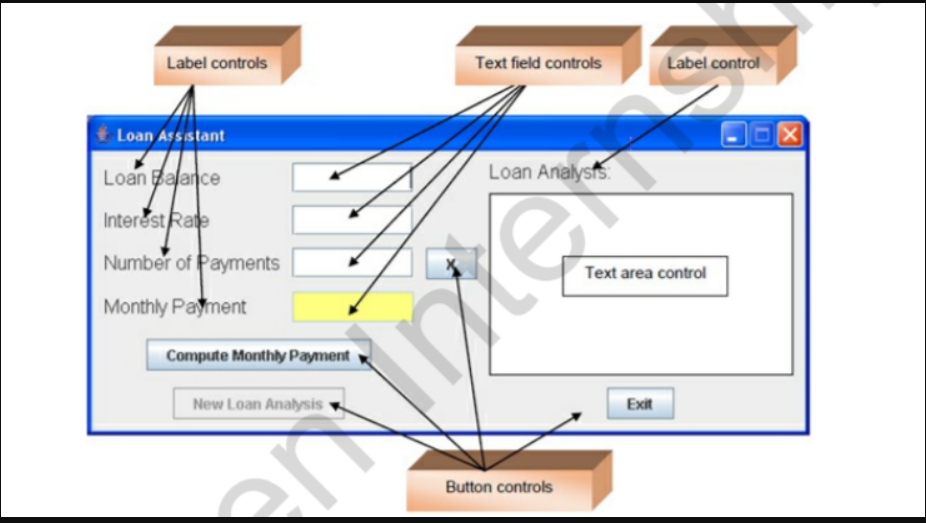 Label controls
Text field controls
Label control
Loan Assistant
Loan Balance
Loan Analysis:
Interest Rate
Number of Payments
X
Text area control
Monthly Payment
Compute Monthly Payment
New Loan Analysis
Exit
Button controls